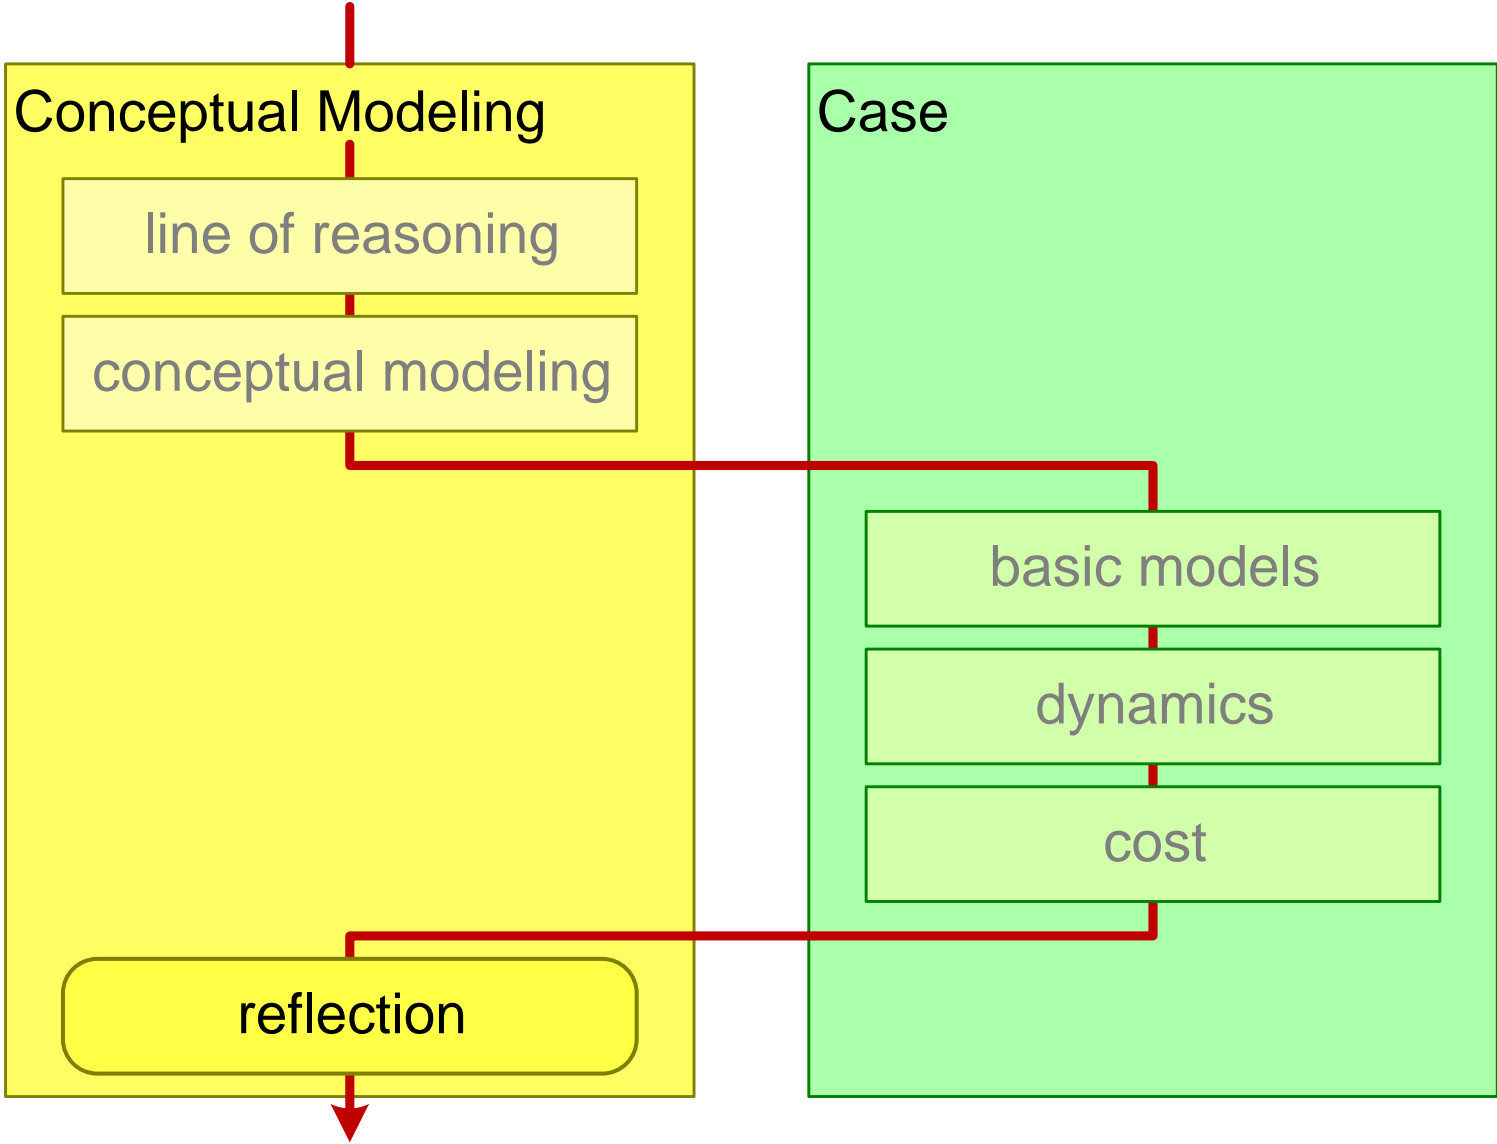 Conceptual Modeling
line of reasoning
conceptual modeling
Case
basic models
dynamics
cost
reflection